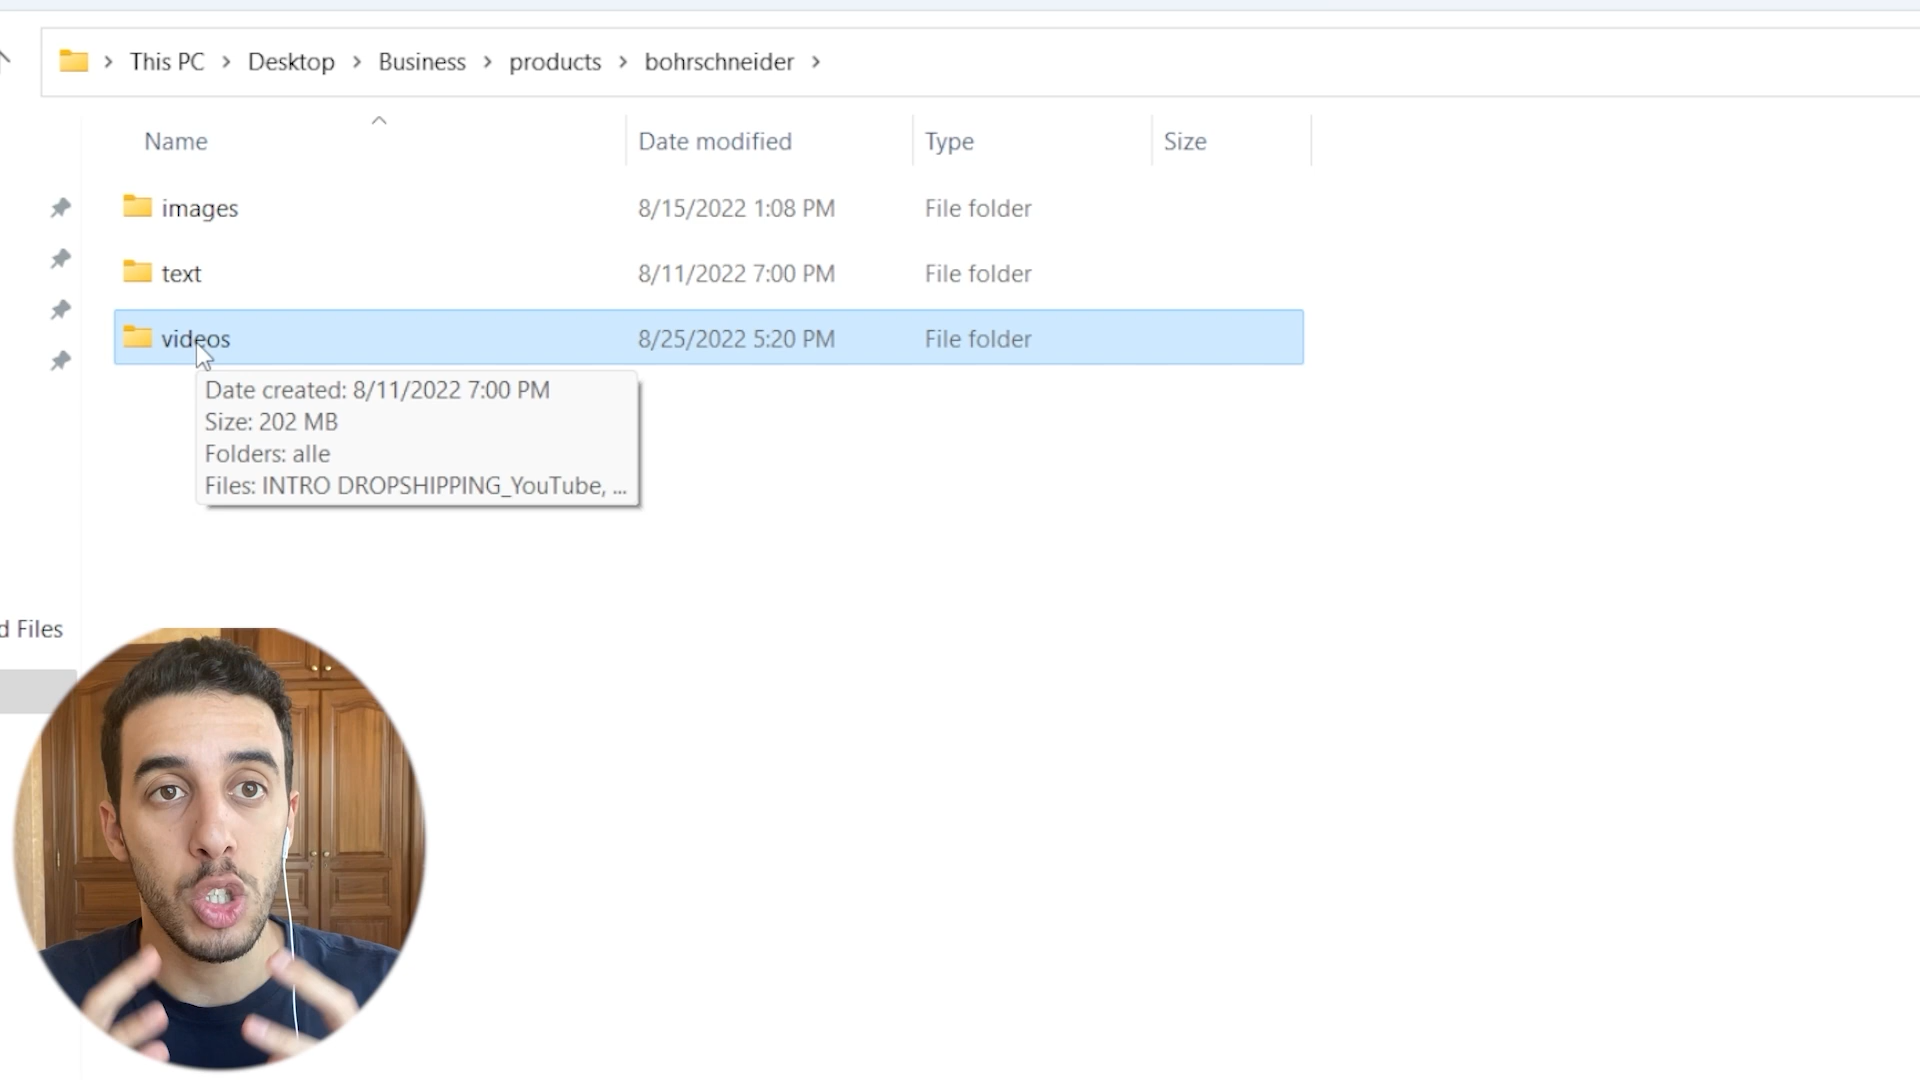 This PC > Desktop > Business > products > bohrschneider >
Name Date modified Type Size
images 8/15/2022 1:08 PM File folder
text 8/11/2022 7:00 PM File folder
videos 8/25/2022 5:20 PM File folder
Date created: 8/11/2022 7:00 PM
Size: 202 MB
Folders: alle
Files: INTRO DROPSHIPPING_YouTube, ...
d Files